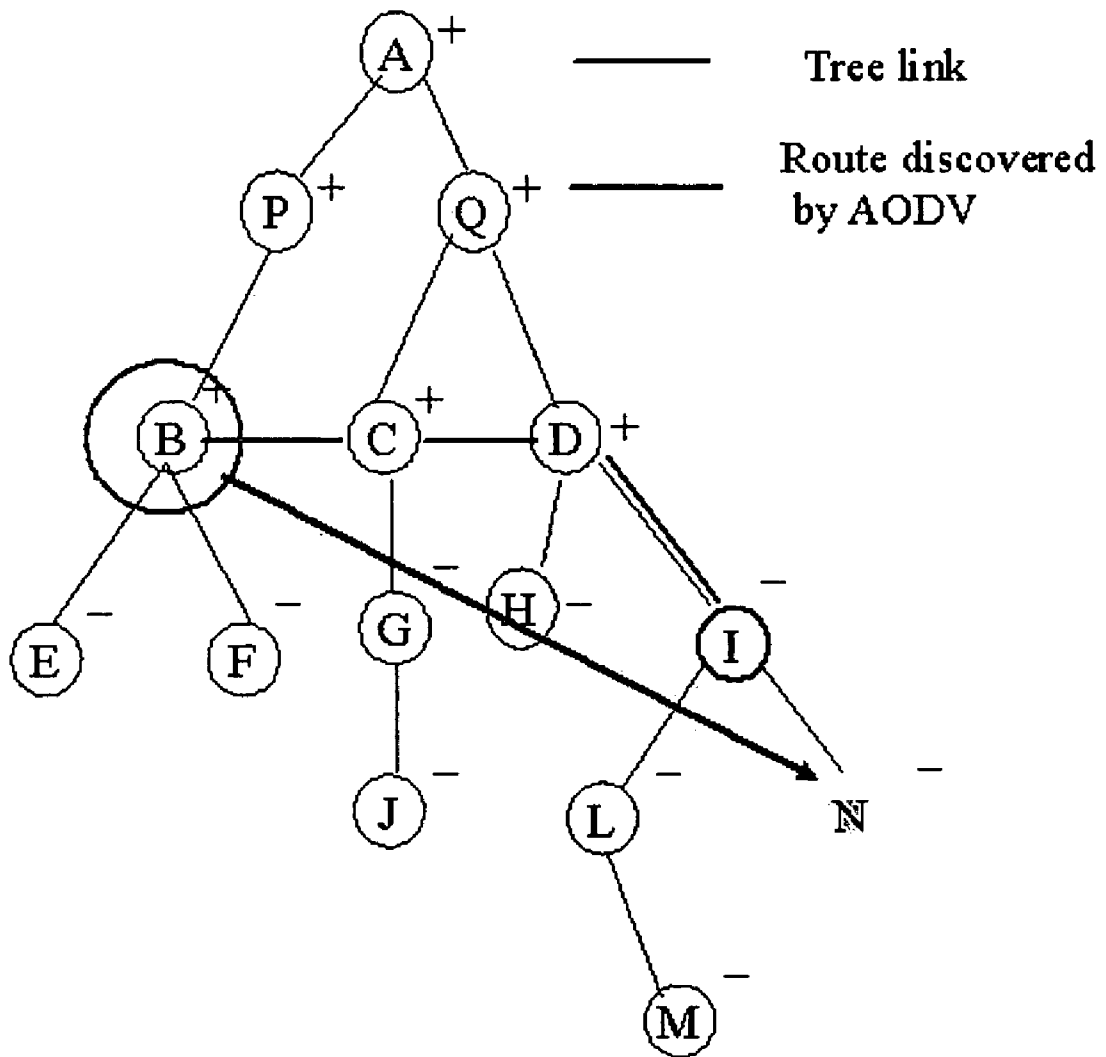 A +
Tree link
Route discovered
by AODV
P +
Q +
B +
C +
D +
E −
F −
G −
H −
I −
J −
L −
N −
M −